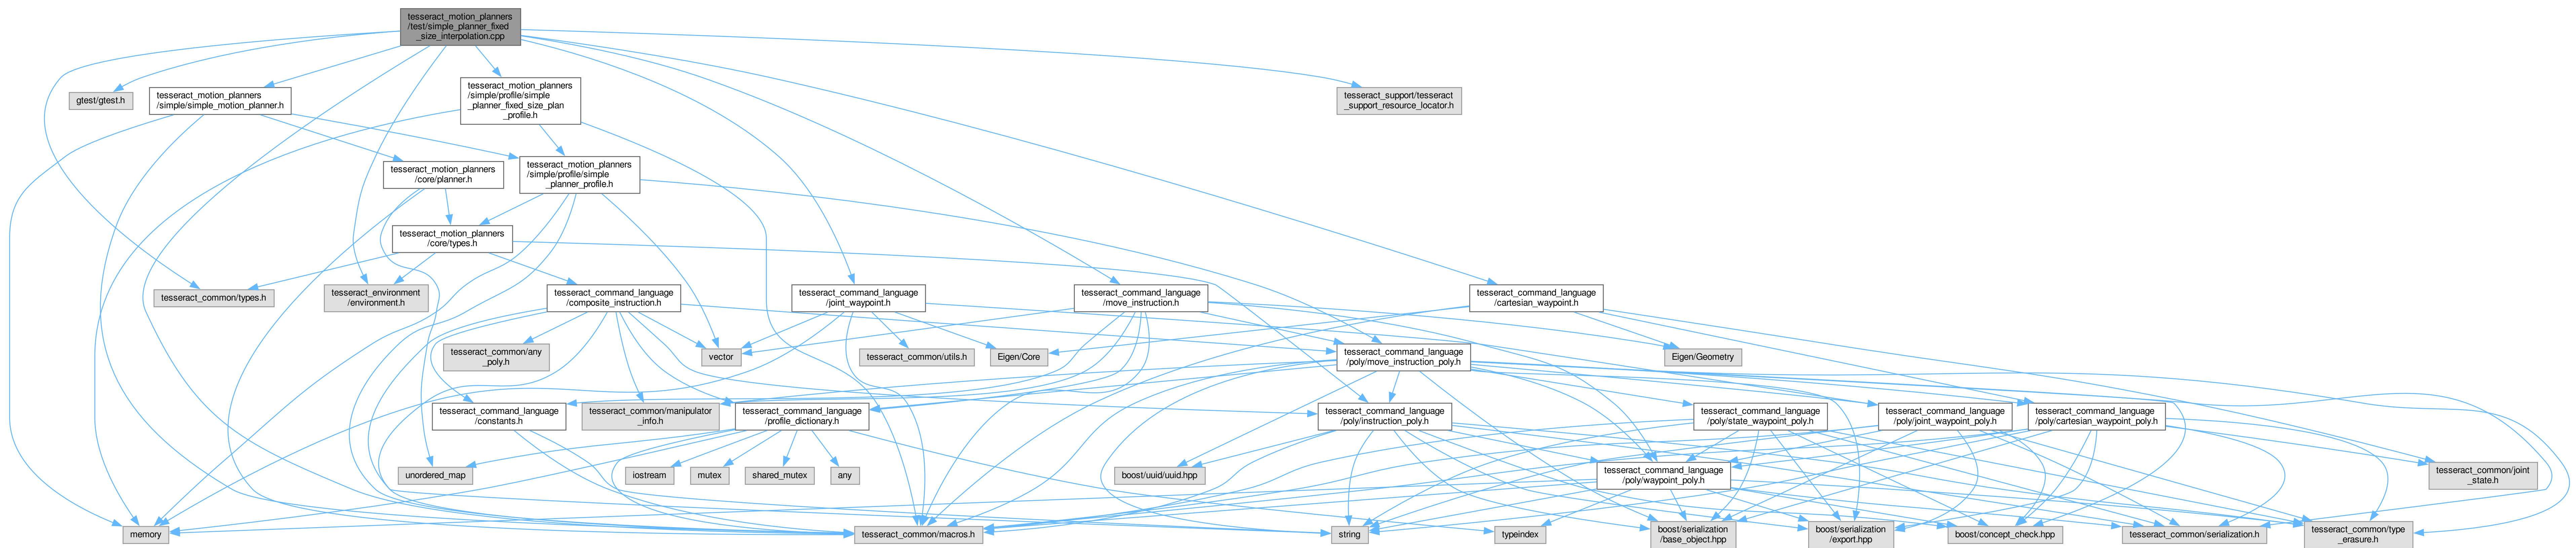 tesseract_motion_planners
/test/simple_planner_fixed
_size_interpolation.cpp
gtest/gtest.h
tesseract_motion_planners
/simple/simple_motion_planner.h
tesseract_motion_planners
/simple/profile/simple
_planner_fixed_size_plan
_profile.h
tesseract_support/tesseract
_support_resource_locator.h
tesseract_motion_planners
/core/planner.h
tesseract_motion_planners
/simple/profile/simple
_planner_profile.h
tesseract_motion_planners
/core/types.h
tesseract_common/types.h
tesseract_environment
/environment.h
tesseract_command_language
/composite_instruction.h
tesseract_command_language
/joint_waypoint.h
tesseract_command_language
/move_instruction.h
tesseract_command_language
/cartesian_waypoint.h
tesseract_common/any
_poly.h
vector
tesseract_common/utils.h
Eigen/Core
tesseract_command_language
/poly/move_instruction_poly.h
Eigen/Geometry
tesseract_command_language
/constants.h
tesseract_common/manipulator
_info.h
tesseract_command_language
/profile_dictionary.h
tesseract_command_language
/poly/instruction_poly.h
tesseract_command_language
/poly/state_waypoint_poly.h
tesseract_command_language
/poly/joint_waypoint_poly.h
tesseract_command_language
/poly/cartesian_waypoint_poly.h
unordered_map
iostream
mutex
shared_mutex
any
boost/uuid/uuid.hpp
tesseract_command_language
/poly/waypoint_poly.h
tesseract_common/joint
_state.h
memory
tesseract_common/macros.h
string
typeindex
boost/serialization
/base_object.hpp
boost/serialization
/export.hpp
boost/concept_check.hpp
tesseract_common/serialization.h
tesseract_common/type
_erasure.h